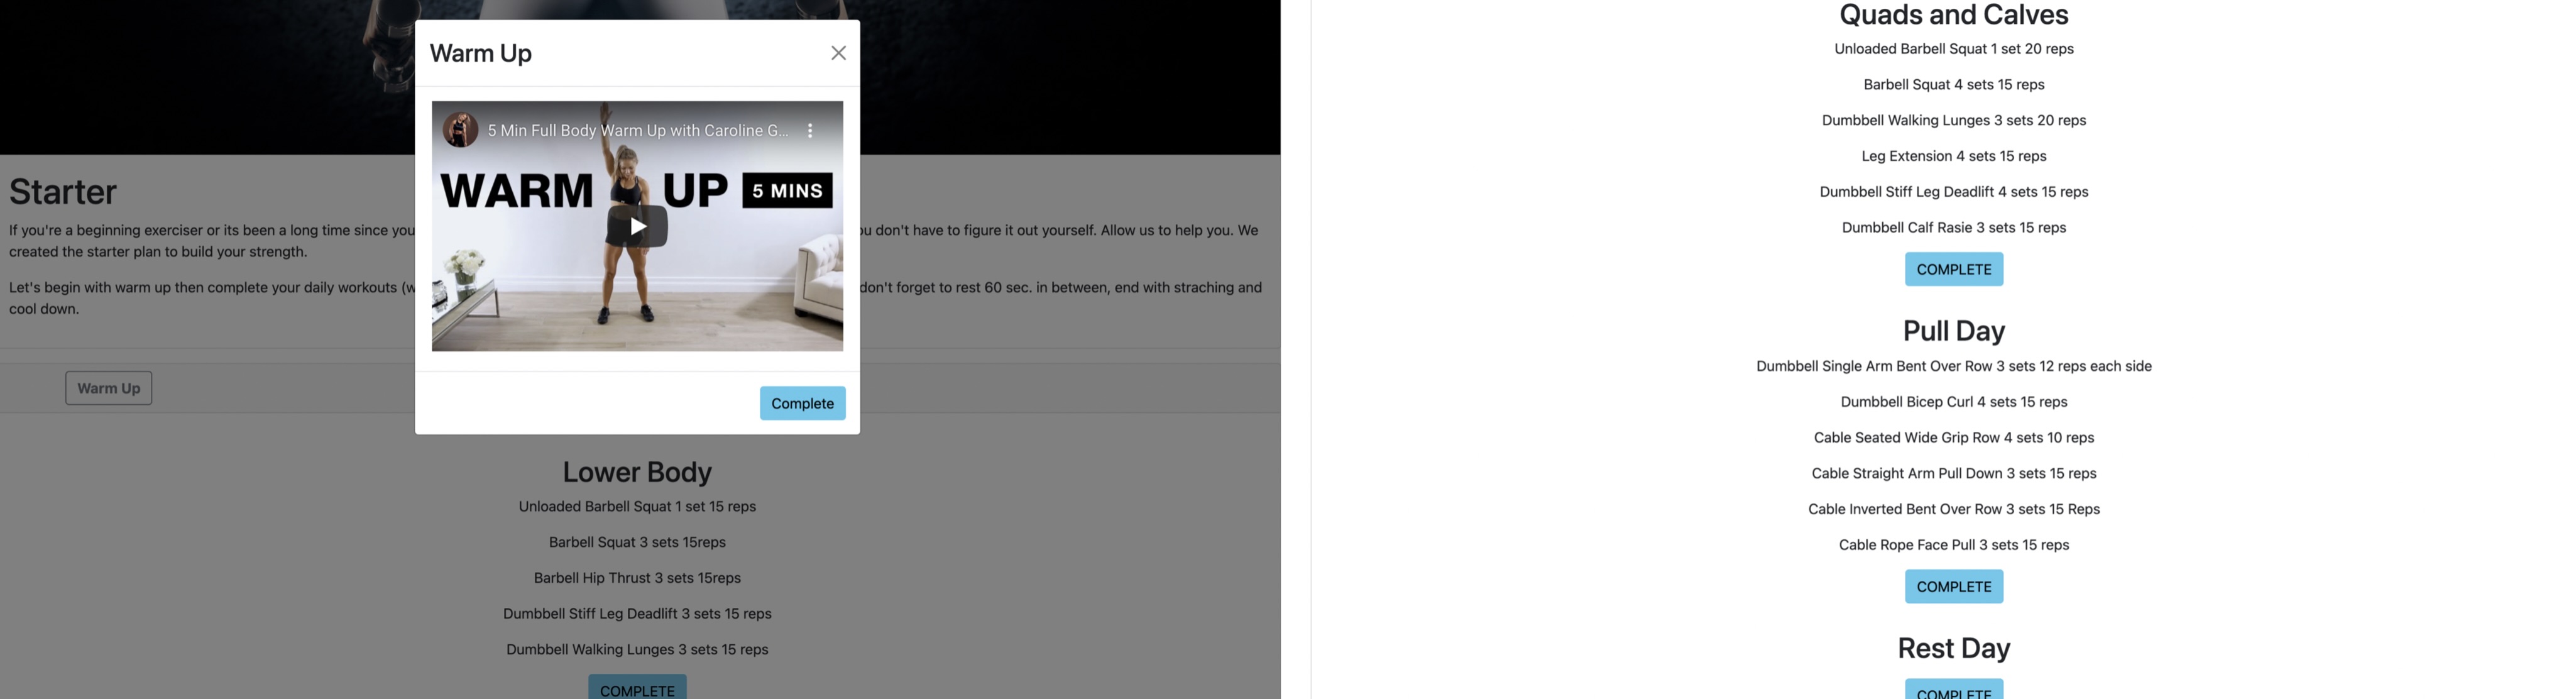 Warm Up
5 Min Full Body Warm Up with Caroline G...
WARM UP 5 MINS
Complete
Starter
If you're a beginning exerciser or its been a long time since you
ou don't have to figure it out yourself. Allow us to help you. We
created the starter plan to build your strength.
Let's begin with warm up then complete your daily workouts (w
don't forget to rest 60 sec. in between, end with straching and
cool down.
Warm Up
Lower Body
Unloaded Barbell Squat 1 set 15 reps
Barbell Squat 3 sets 15reps
Barbell Hip Thrust 3 sets 15reps
Dumbbell Stiff Leg Deadlift 3 sets 15 reps
Dumbbell Walking Lunges 3 sets 15 reps
COMPLETE
Quads and Calves
Unloaded Barbell Squat 1 set 20 reps
Barbell Squat 4 sets 15 reps
Dumbbell Walking Lunges 3 sets 20 reps
Leg Extension 4 sets 15 reps
Dumbbell Stiff Leg Deadlift 4 sets 15 reps
Dumbbell Calf Rasie 3 sets 15 reps
COMPLETE
Pull Day
Dumbbell Single Arm Bent Over Row 3 sets 12 reps each side
Dumbbell Bicep Curl 4 sets 15 reps
Cable Seated Wide Grip Row 4 sets 10 reps
Cable Straight Arm Pull Down 3 sets 15 reps
Cable Inverted Bent Over Row 3 sets 15 Reps
Cable Rope Face Pull 3 sets 15 reps
COMPLETE
Rest Day
COMPLETE